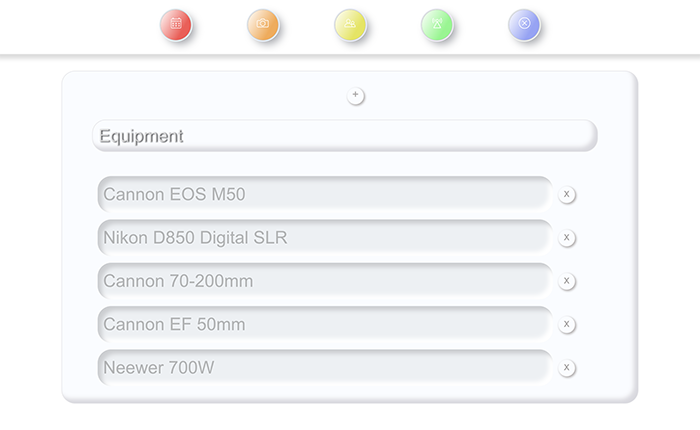 +
Equipment
Cannon EOS M50 x
Nikon D850 Digital SLR x
Cannon 70-200mm x
Cannon EF 50mm x
Neewer 700W x